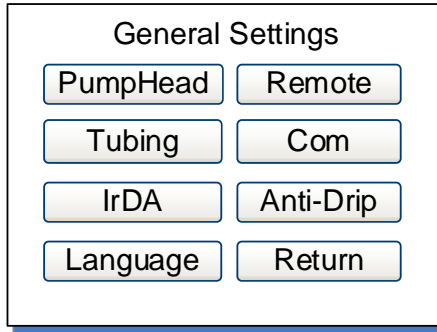 General Settings
PumpHead Remote
Tubing Com
IrDA Anti-Drip
Language Return